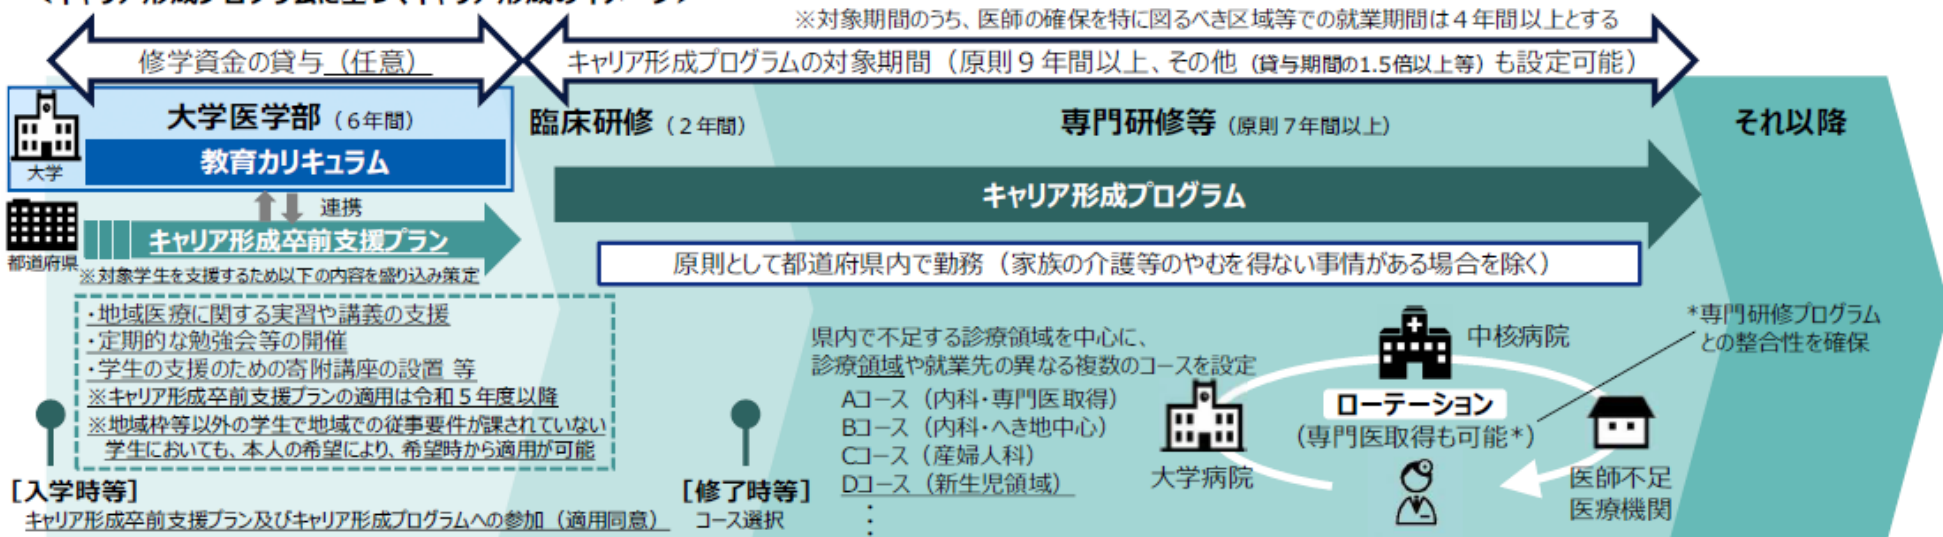 ＜キャリア形成プログラムに基づくキャリア形成のイメージ＞
※対象期間のうち、医師の確保を特に図るべき区域等での就業期間は４年間以上とする
修学資金の貸与（任意）
キャリア形成プログラムの対象期間（原則９年間以上、その他（貸与期間の1.5倍以上等）も設定可能）
大学医学部（６年間）
臨床研修（２年間）
専門研修等（原則７年間以上）
それ以降
教育カリキュラム
大学
連携
キャリア形成プログラム
キャリア形成卒前支援プラン
都道府県
※対象学生を支援するため以下の内容を盛り込み策定
原則として都道府県内で勤務（家族の介護等のやむを得ない事情がある場合を除く）
・地域医療に関する実習や講義の支援
・定期的な勉強会等の開催
・学生の支援のための寄附講座の設置 等
※キャリア形成卒前支援プランの適用は令和５年度以降
※地域枠等以外の学生で地域での従事要件が課されていない
学生においても、本人の希望により、希望時から適用が可能
県内で不足する診療領域を中心に、
診療領域や就業先の異なる複数のコースを設定
Aコース（内科・専門医取得）
Bコース（内科・へき地中心）
Cコース（産婦人科）
Dコース（新生児領域）
：
中核病院
*専門研修プログラム
との整合性を確保
ローテーション
（専門医取得も可能*）
大学病院
医師不足
医療機関
［入学時等］
キャリア形成卒前支援プラン及びキャリア形成プログラムへの参加（適用同意）
［修了時等］
コース選択